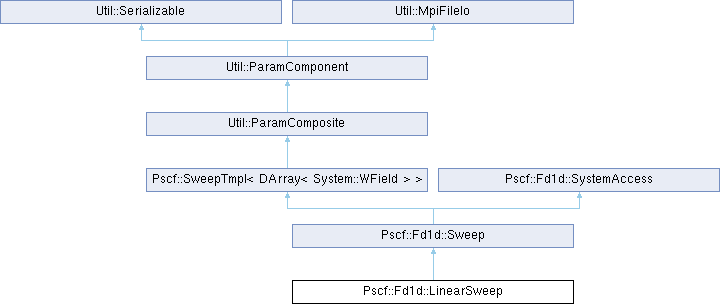 Util::Serializable
Util::MpiFileIo
Util::ParamComponent
Util::ParamComposite
Pscf::SweepTmpl< DArray< System::WField > >
Pscf::Fd1d::SystemAccess
Pscf::Fd1d::Sweep
Pscf::Fd1d::LinearSweep